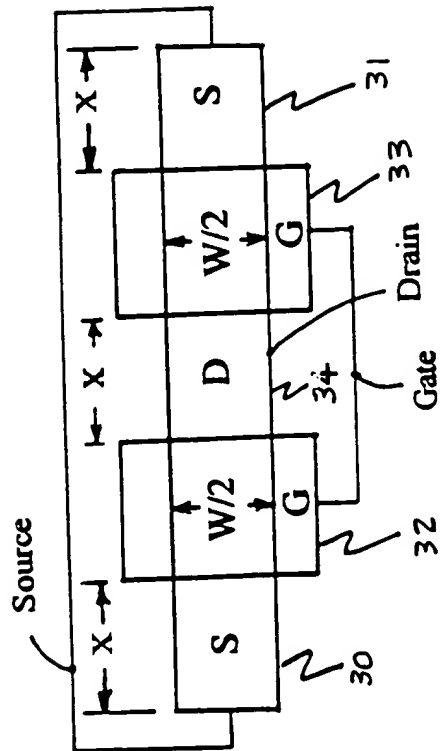 Source
X X X
S W/2 D W/2 S
G G
34
30 32 Gate Drain 33 31